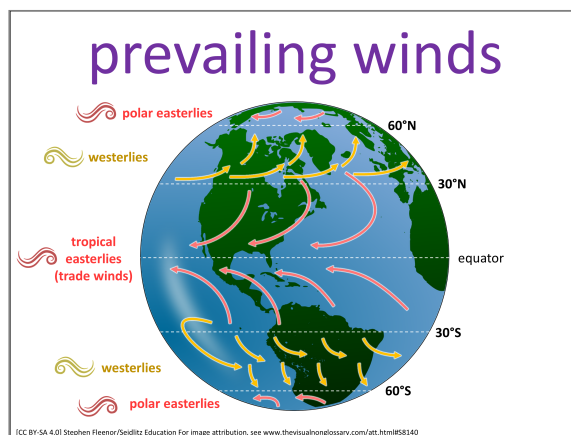 prevailing winds
polar easterlies
60°N
westerlies
30°N
tropical
easterlies
(trade winds)
equator
30°S
westerlies
60°S
polar easterlies
[CC BY-SA 4.0] Stephen Fleenor/Seidlitz Education For image attribution, see www.thevisualnonglossary.com/att.html#S8140